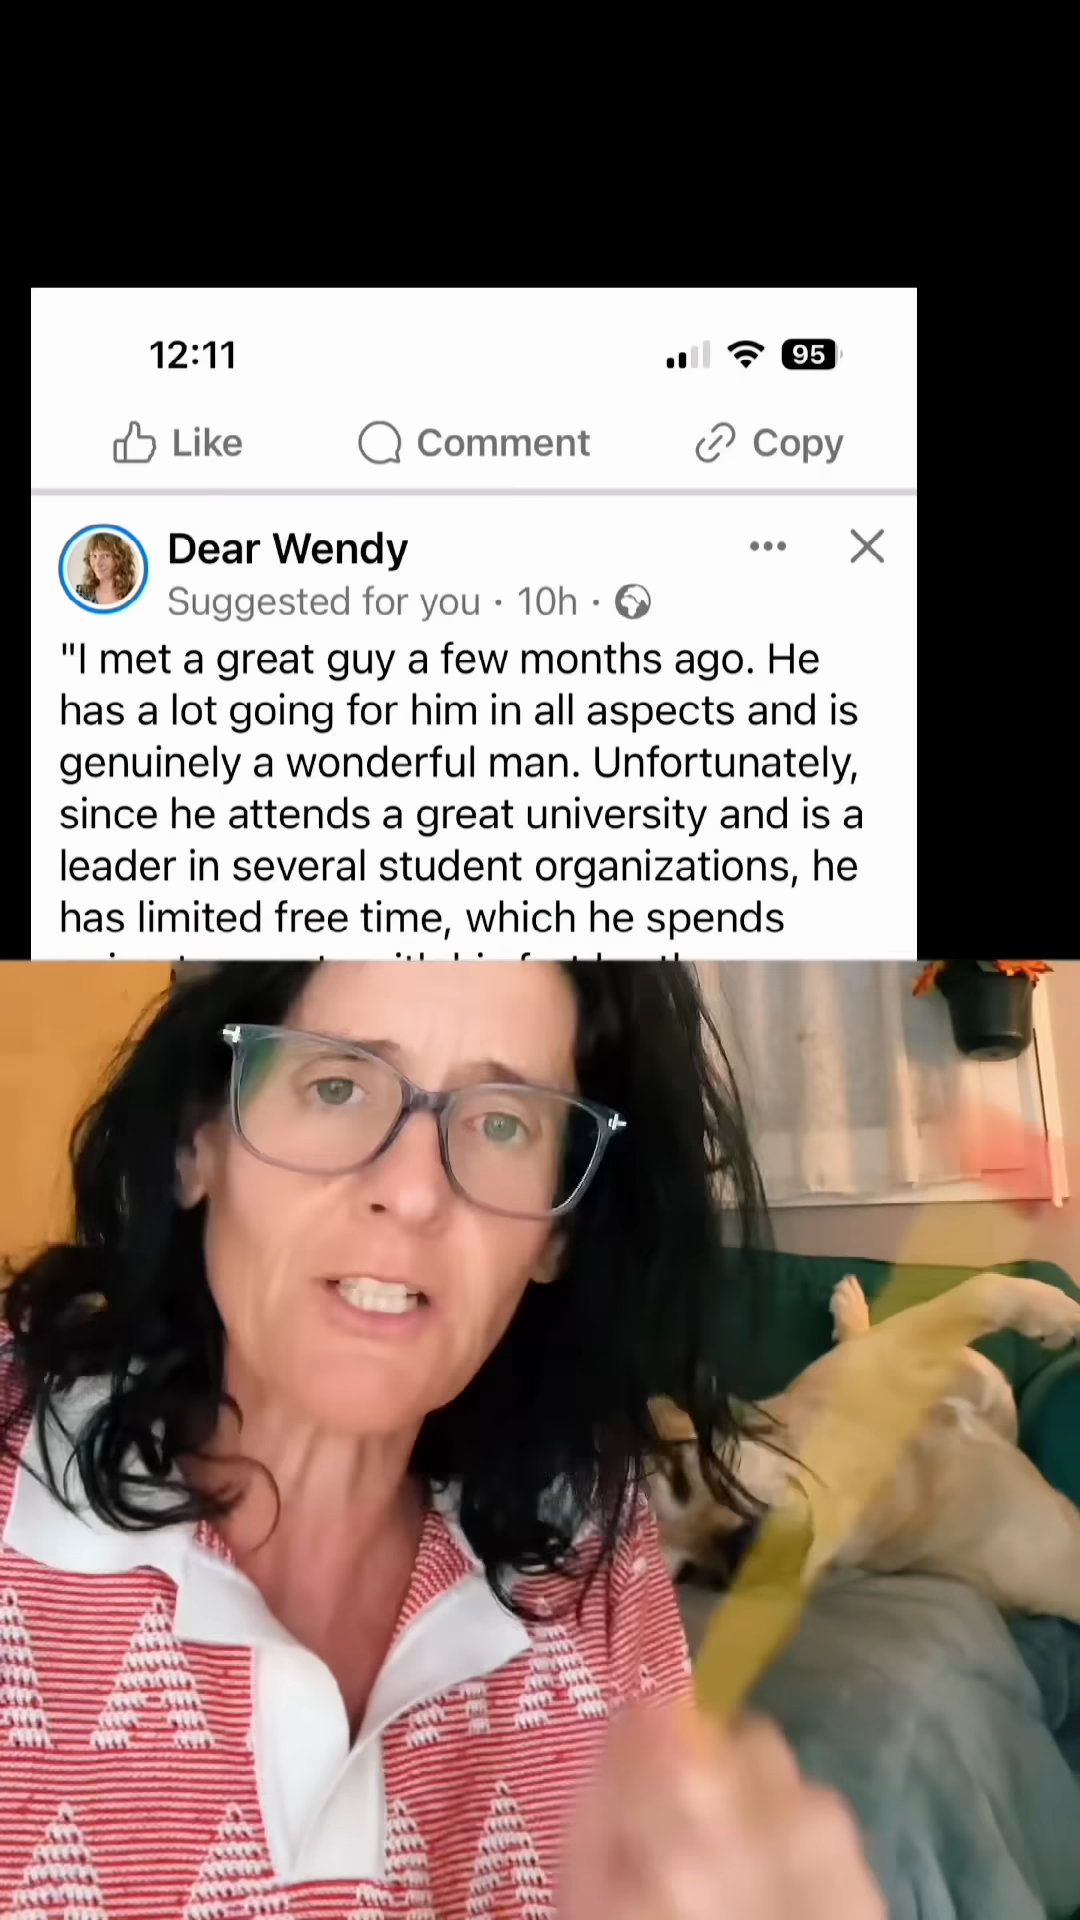 12:11
95
Like
Comment
Copy
Dear Wendy
Suggested for you · 10h ·
"I met a great guy a few months ago. He
has a lot going for him in all aspects and is
genuinely a wonderful man. Unfortunately,
since he attends a great university and is a
leader in several student organizations, he
has limited free time, which he spends